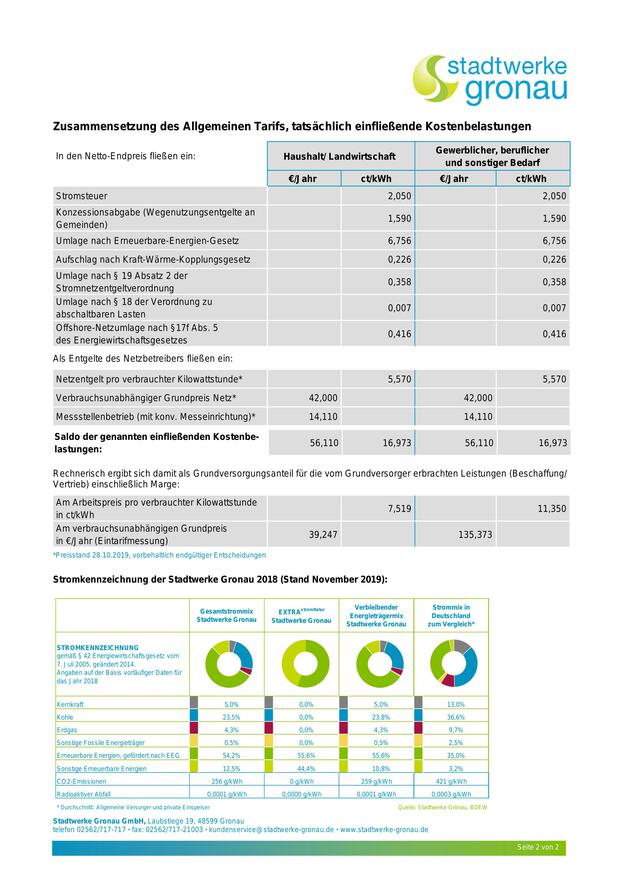 stadtwerke
gronau
Zusammensetzung des Allgemeinen Tarifs, tatsächlich einfließende Kostenbelastungen
In den Netto-Endpreis fließen ein:
Haushalt/ Landwirtschaft
Gewerblicher, beruflicher
und sonstiger Bedarf
€/Jahr ct/kWh €/Jahr ct/kWh
Stromsteuer 2,050 2,050
Konzessionsabgabe (Wegenutzungsentgelte an
Gemeinden) 1,590 1,590
Umlage nach Erneuerbare-Energien-Gesetz 6,756 6,756
Aufschlag nach Kraft-Wärme-Kopplungsgesetz 0,226 0,226
Umlage nach § 19 Absatz 2 der
Stromnetzentgeltverordnung 0,358 0,358
Umlage nach § 18 der Verordnung zu
abschaltbaren Lasten 0,007 0,007
Offshore-Netzumlage nach §17f Abs. 5
des Energiewirtschaftsgesetzes 0,416 0,416
Als Entgelte des Netzbetreibers fließen ein:
Netzentgelt pro verbrauchter Kilowattstunde* 5,570 5,570
Verbrauchsunabhängiger Grundpreis Netz* 42,000 42,000
Messstellenbetrieb (mit konv. Messeinrichtung)* 14,110 14,110
Saldo der genannten einfließenden Kostenbe-
lastungen: 56,110 16,973 56,110 16,973
Rechnerisch ergibt sich damit als Grundversorgungsanteil für die vom Grundversorger erbrachten Leistungen (Beschaffung/
Vertrieb) einschließlich Marge:
Am Arbeitspreis pro verbrauchter Kilowattstunde
in ct/kWh 7,519 11,350
Am verbrauchsunabhängigen Grundpreis
in €/Jahr (Eintarifmessung) 39,247 135,373
*Preisstand 28.10.2019, vorbehaltlich endgültiger Entscheidungen
Stromkennzeichnung der Stadtwerke Gronau 2018 (Stand November 2019):
Gesamtstrommix
Stadtwerke Gronau
EXTRAstromNatur
Stadtwerke Gronau
Verbleibender
Energieträgermix
Stadtwerke Gronau
Strommix in
Deutschland
zum Vergleich*
STROMKENNZEICHNUNG
gemäß § 42 Energiewirtschaftsgesetz vom
7. Juli 2005, geändert 2014.
Angaben auf der Basis vorläufiger Daten für
das Jahr 2018
Kernkraft 5,0% 0,0% 5,0% 13,0%
Kohle 23,5% 0,0% 23,8% 36,6%
Erdgas 4,3% 0,0% 4,3% 9,7%
Sonstige Fossile Energieträger 0,5% 0,0% 0,5% 2,5%
Erneuerbare Energien, gefördert nach EEG 54,2% 55,6% 55,6% 35,0%
Sonstige Erneuerbare Energien 12,5% 44,4% 10,8% 3,2%
CO2-Emissionen 256 g/kWh 0 g/kWh 259 g/kWh 421 g/kWh
Radioaktiver Abfall 0,0001 g/kWh 0,0000 g/kWh 0,0001 g/kWh 0,0003 g/kWh
* Durchschnitt: Allgemeine Versorger und private Einspeiser
Quelle: Stadtwerke Gronau, BDEW
Stadtwerke Gronau GmbH, Laubstiege 19, 48599 Gronau
telefon 02562/717-717 • fax: 02562/717-21003 • kundenservice@stadtwerke-gronau.de • www.stadtwerke-gronau.de
Seite 2 von 2